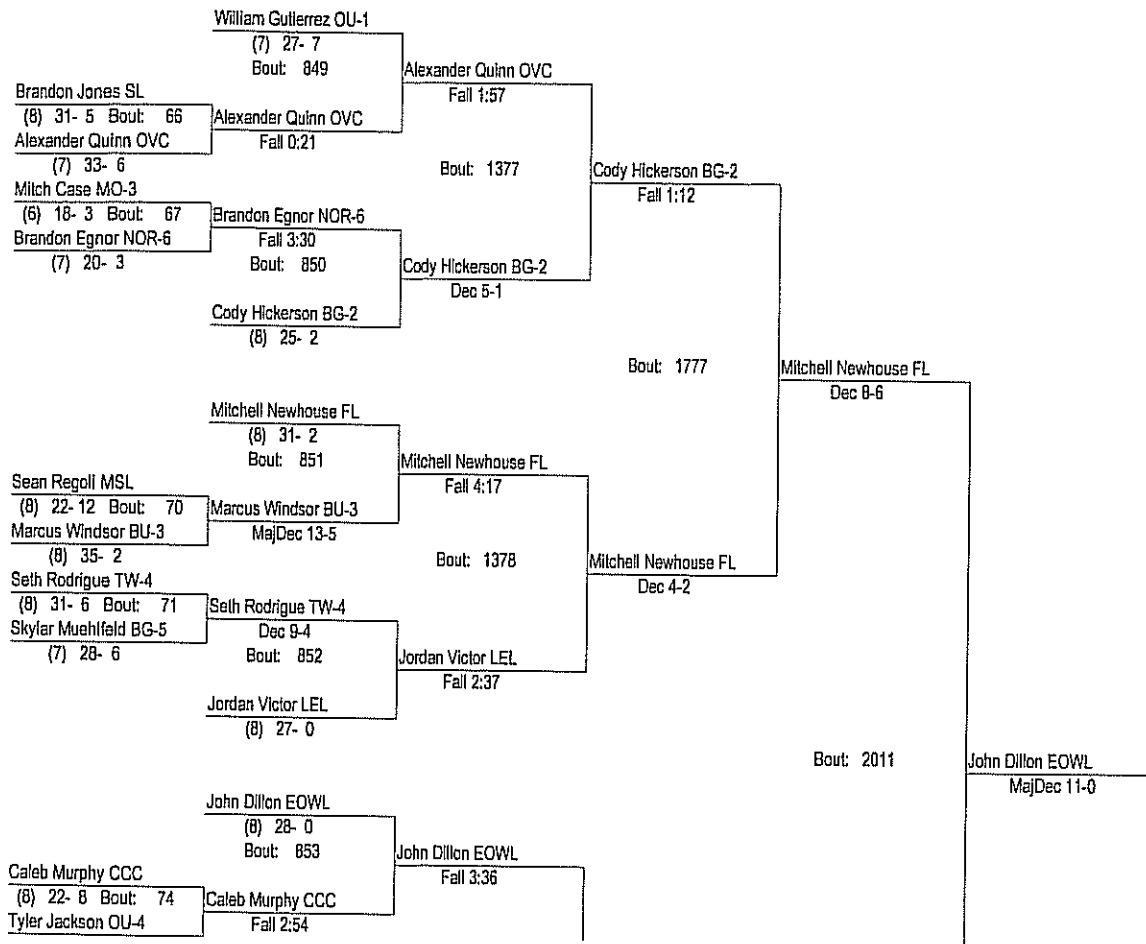 William Gutierrez OU-1
(7) 27- 7
Bout: 849
Alexander Quinn OVC
Fall 1:57
Brandon Jones SL
(8) 31- 5 Bout: 66
Alexander Quinn OVC
Fall 0:21
Alexander Quinn OVC
(7) 33- 6
Bout: 1377
Cody Hickerson BG-2
Fall 1:12
Mitch Case MO-3
(6) 18- 3 Bout: 67
Brandon Egnor NOR-6
Fall 3:30
Brandon Egnor NOR-6
(7) 20- 3
Bout: 850
Cody Hickerson BG-2
Dec 5-1
Cody Hickerson BG-2
(8) 25- 2
Bout: 1777
Mitchell Newhouse FL
Dec 8-6
Mitchell Newhouse FL
(8) 31- 2
Bout: 851
Mitchell Newhouse FL
Fall 4:17
Sean Regoli MSL
(8) 22- 12 Bout: 70
Marcus Windsor BU-3
MajDec 13-5
Marcus Windsor BU-3
(8) 35- 2
Bout: 1378
Mitchell Newhouse FL
Dec 4-2
Seth Rodrigue TW-4
(8) 31- 6 Bout: 71
Seth Rodrigue TW-4
Dec 9-4
Skylar Muehlfeld BG-5
(7) 28- 6
Bout: 852
Jordan Victor LEL
Fall 2:37
Jordan Victor LEL
(8) 27- 0
Bout: 2011
John Dillon EOWL
MajDec 11-0
John Dillon EOWL
(8) 28- 0
Bout: 853
John Dillon EOWL
Fall 3:36
Caleb Murphy CCC
(8) 22- 8 Bout: 74
Caleb Murphy CCC
Fall 2:54
Tyler Jackson OU-4